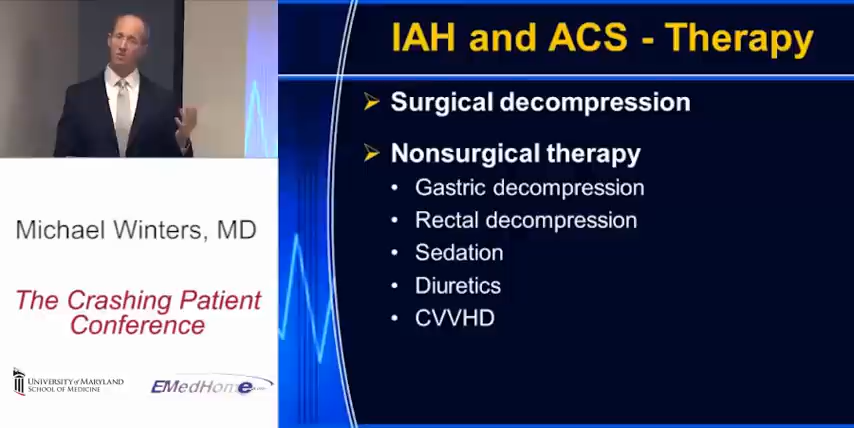 IAH and ACS - Therapy
Surgical decompression
Nonsurgical therapy
Gastric decompression
Rectal decompression
Sedation
Diuretics
CVVHD
Michael Winters, MD
The Crashing Patient
Conference
UNIVERSITY of MARYLAND
SCHOOL OF MEDICINE
EMedHome